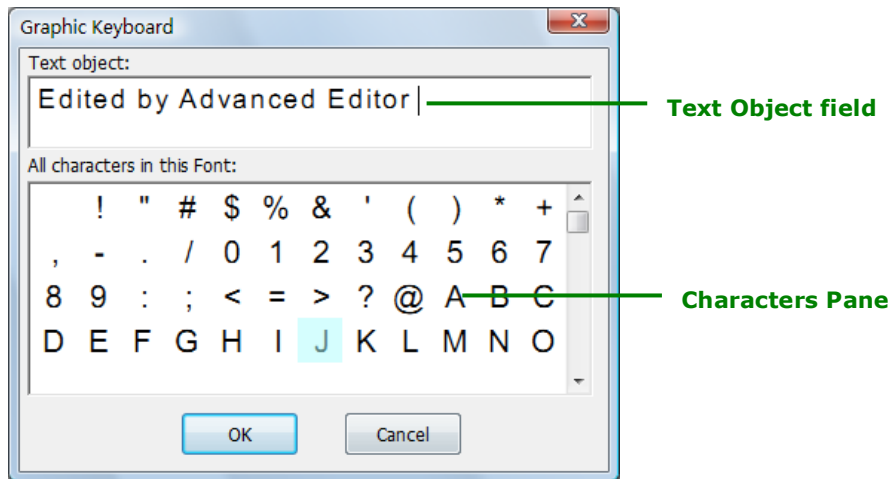 Graphic Keyboard
Text object:
Edited by Advanced Editor
Text Object field
All characters in this Font:
! " # $ % & ' ( ) * +
, - . / 0 1 2 3 4 5 6 7
8 9 : ; < = > ? @ A B C
Characters Pane
D E F G H I J K L M N O
OK Cancel